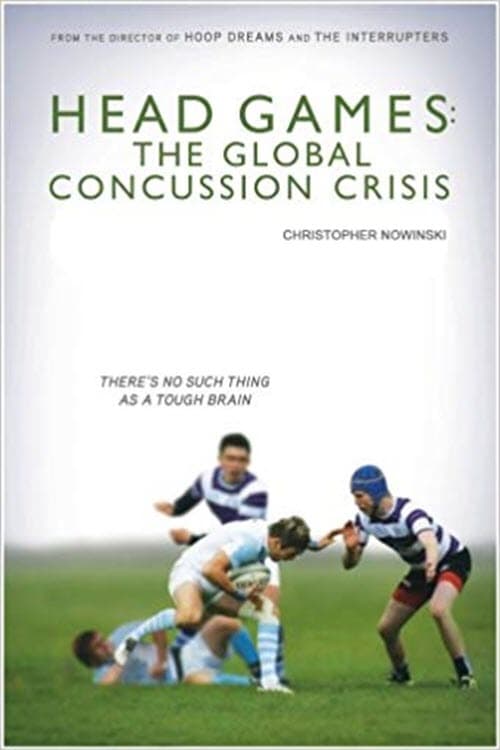 FROM THE DIRECTOR OF HOOP DREAMS AND THE INTERRUPTERS
HEAD GAMES:
THE GLOBAL
CONCUSSION CRISIS
CHRISTOPHER NOWINSKI
THERE'S NO SUCH THING
AS A TOUGH BRAIN